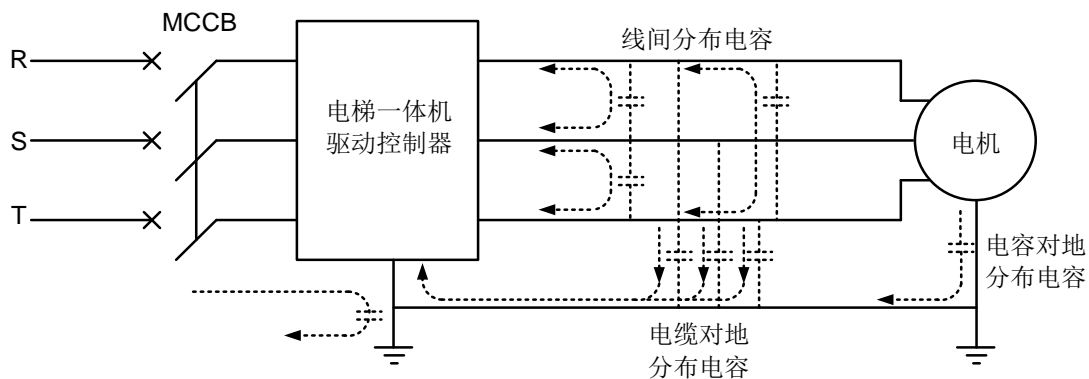 MCCB
R
S
T
电梯一体机
驱动控制器
线间分布电容
电机
电容对地
分布电容
电缆对地
分布电容